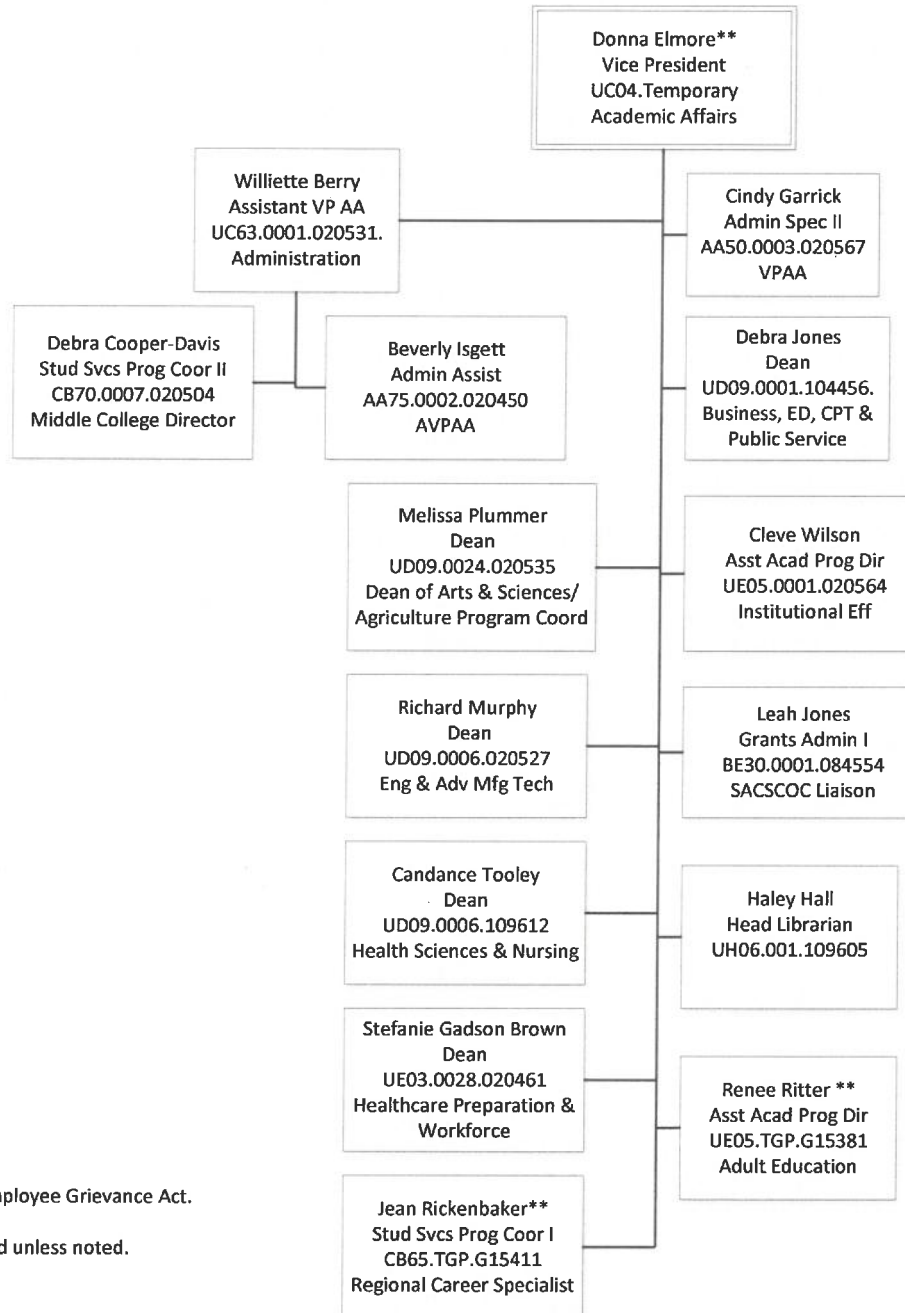 Donna Elmore**
Vice President
UC04.Temporary
Academic Affairs
Williette Berry
Assistant VP AA
UC63.0001.020531.
Administration
Cindy Garrick
Admin Spec II
AA50.0003.020567
VPAA
Debra Cooper-Davis
Stud Svcs Prog Coor II
CB70.0007.020504
Middle College Director
Beverly Isgett
Admin Assist
AA75.0002.020450
AVPAA
Debra Jones
Dean
UD09.0001.104456.
Business, ED, CPT &
Public Service
Melissa Plummer
Dean
UD09.0024.020535
Dean of Arts & Sciences/
Agriculture Program Coord
Cleve Wilson
Asst Acad Prog Dir
UE05.0001.020564
Institutional Eff
Richard Murphy
Dean
UD09.0006.020527
Eng & Adv Mfg Tech
Leah Jones
Grants Admin I
BE30.0001.084554
SACSCOC Liaison
Candance Tooley
Dean
UD09.0006.109612
Health Sciences & Nursing
Haley Hall
Head Librarian
UH06.001.109605
Stefanie Gadson Brown
Dean
UE03.0028.020461
Healthcare Preparation &
Workforce
Renee Ritter **
Asst Acad Prog Dir
UE05.TGP.G15381
Adult Education
Jean Rickenbaker**
Stud Svcs Prog Coor I
CB65.TGP.G15411
Regional Career Specialist
Employee Grievance Act.
unless noted.